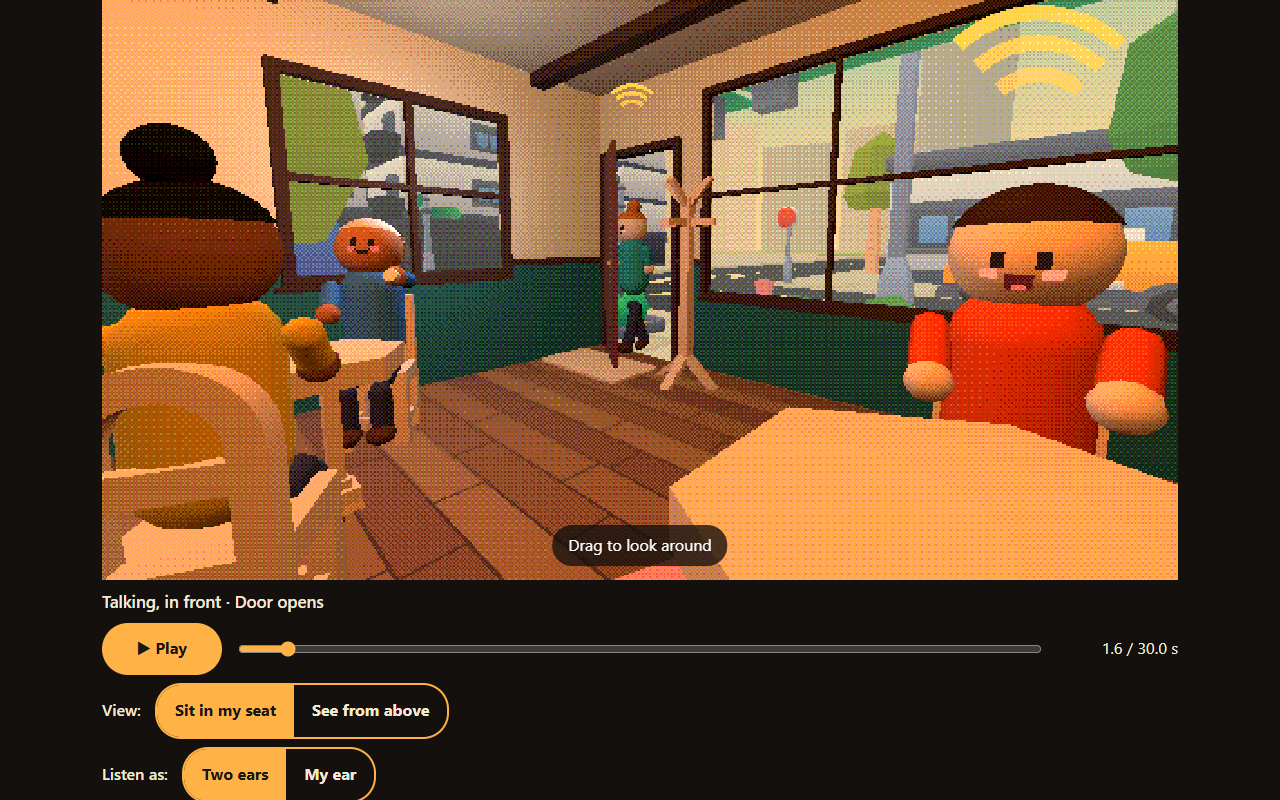 Drag to look around
Talking, in front · Door opens
▶ Play
1.6 / 30.0 s
View:
Sit in my seat
See from above
Listen as:
Two ears
My ear